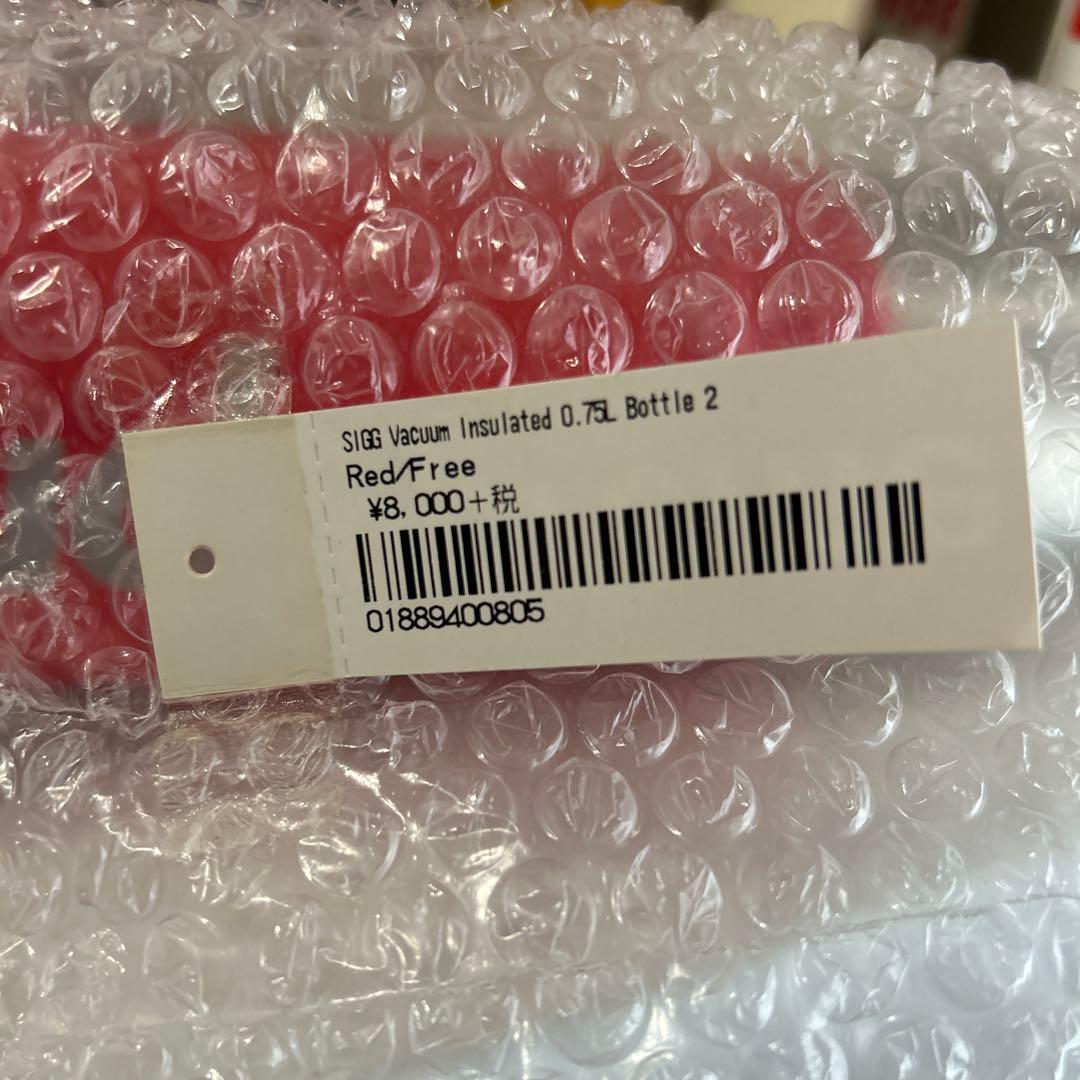 SIGG Vacuum Insulated 0.75L Bottle 2
Red/Free
¥8,000+税
01889400805